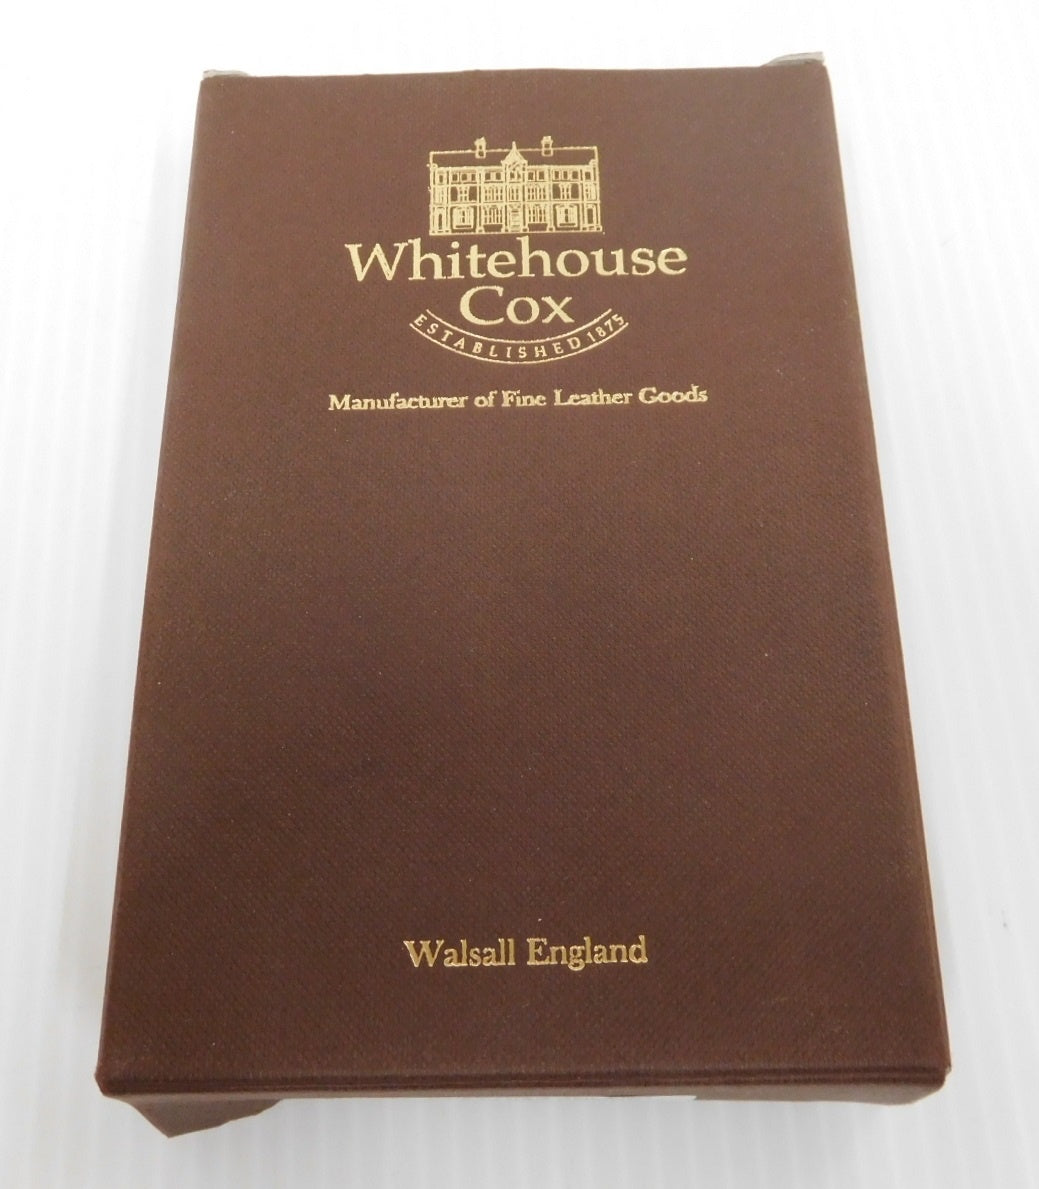 Whitehouse
Cox
ESTABLISHED 1875
Manufacturer of Fine Leather Goods
Walsall England